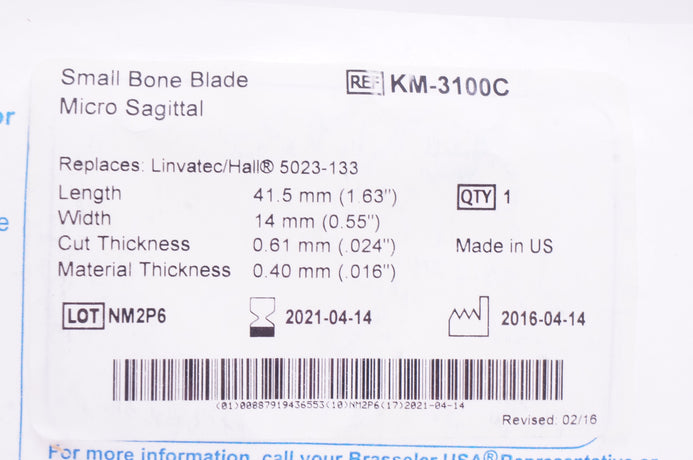 Small Bone Blade
REF KM-3100C
Micro Sagittal
Replaces: Linvatec/Hall® 5023-133
Length 41.5 mm (1.63")
Width 14 mm (0.55")
Cut Thickness 0.61 mm (.024")
Material Thickness 0.40 mm (.016")
QTY 1
Made in US
LOT NM2P6
2021-04-14
2016-04-14
(01)00887919436553(10)NM2P6(17)2021-04-14
Revised: 02/16
or
e
For more information, call your Brasseler USA® Representative or